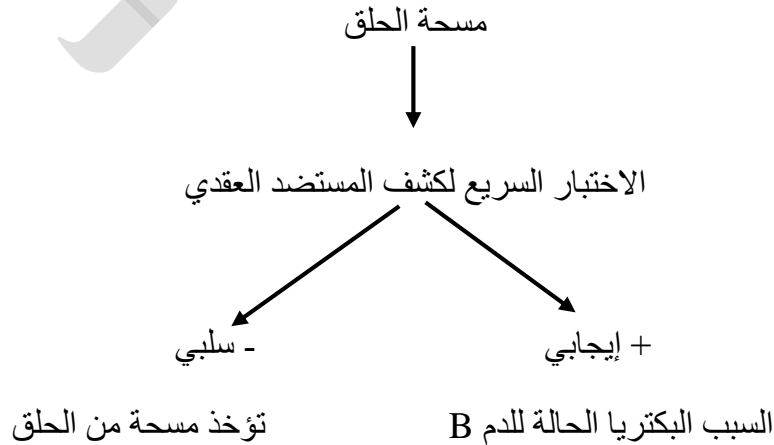 مسحة الحلق
الاختبار السريع لكشف المستضد العقدي
+ إيجابي
- سلبي
السبب البكتريا الحالة للدم B
تؤخذ مسحة من الحلق